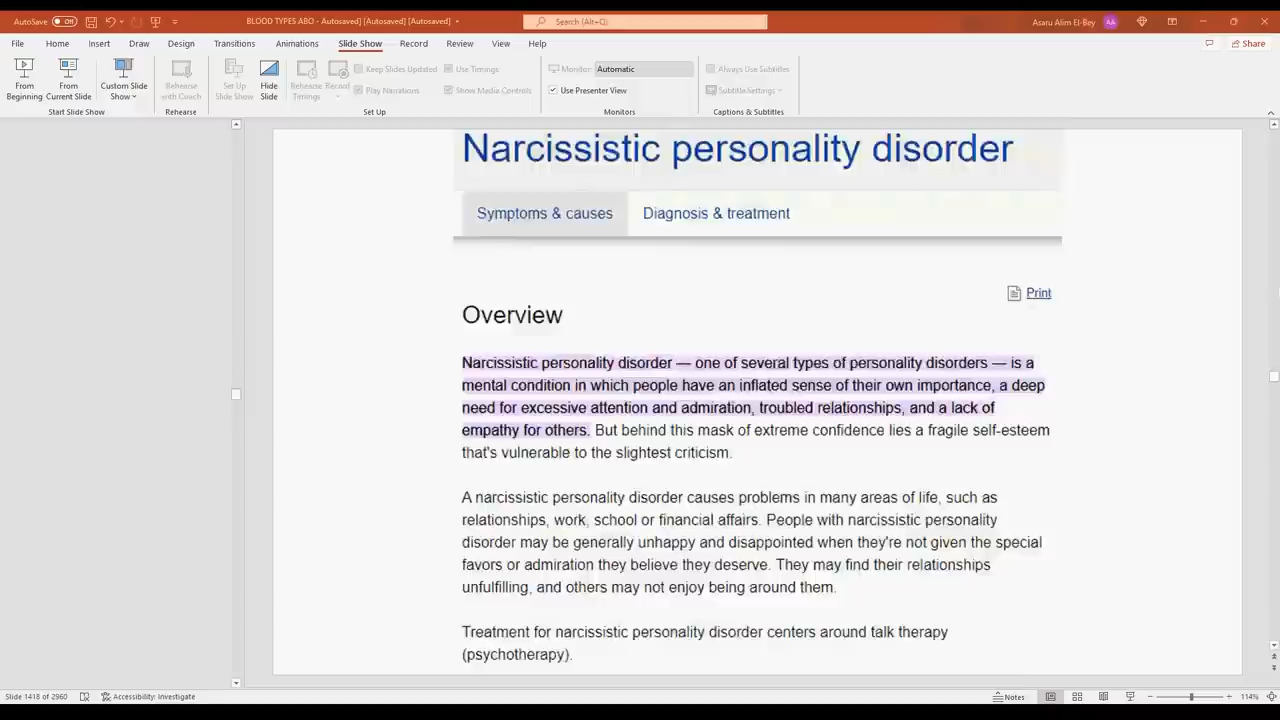 AutoSave Off BLOOD TYPES ABO - Autosaved] [Autosaved] [Autosaved] Search (Alt+Q) Asaru Alim El-Bey AA
File Home Insert Draw Design Transitions Animations Slide Show Record Review View Help Share
From Beginning
From Current Slide
Custom Slide Show
Start Slide Show
Rehearse with Coach
Rehearse
Set Up Slide Show
Hide Slide
Rehearse Timings
Record
Keep Slides Updated
Play Narrations
Use Timings
Show Media Controls
Set Up
Monitor: Automatic
Use Presenter View
Monitors
Always Use Subtitles
Subtitle Settings
Captions & Subtitles
Narcissistic personality disorder
Symptoms & causes Diagnosis & treatment
Print
Overview
Narcissistic personality disorder — one of several types of personality disorders — is a
mental condition in which people have an inflated sense of their own importance, a deep
need for excessive attention and admiration, troubled relationships, and a lack of
empathy for others. But behind this mask of extreme confidence lies a fragile self-esteem
that's vulnerable to the slightest criticism.
A narcissistic personality disorder causes problems in many areas of life, such as
relationships, work, school or financial affairs. People with narcissistic personality
disorder may be generally unhappy and disappointed when they're not given the special
favors or admiration they believe they deserve. They may find their relationships
unfulfilling, and others may not enjoy being around them.
Treatment for narcissistic personality disorder centers around talk therapy
(psychotherapy).
Slide 1418 of 2960 Accessibility: Investigate Notes 114%